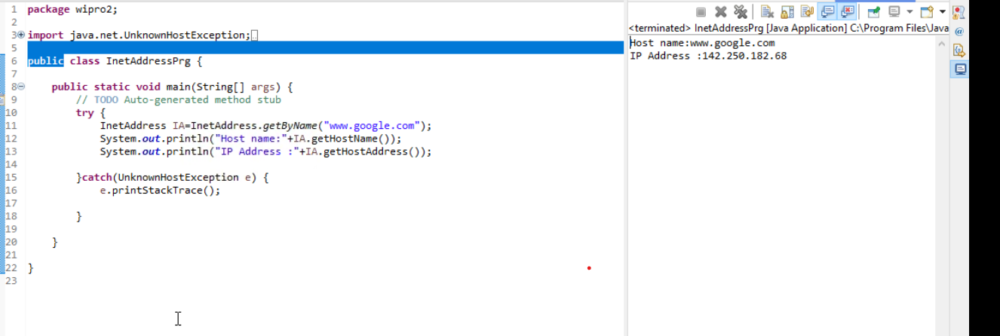 1 package wipro2;
2
3 import java.net.UnknownHostException;
5
6 public class InetAddressPrg {
7
8     public static void main(String[] args) {
9         // TODO Auto-generated method stub
10         try {
11             InetAddress IA=InetAddress.getByName("www.google.com");
12             System.out.println("Host name:"+IA.getHostName());
13             System.out.println("IP Address :"+IA.getHostAddress());
14
15         }catch(UnknownHostException e) {
16             e.printStackTrace();
17
18         }
19
20     }
21
22 }
23
<terminated> InetAddressPrg [Java Application] C:\Program Files\Java
Host name:www.google.com
IP Address :142.250.182.68